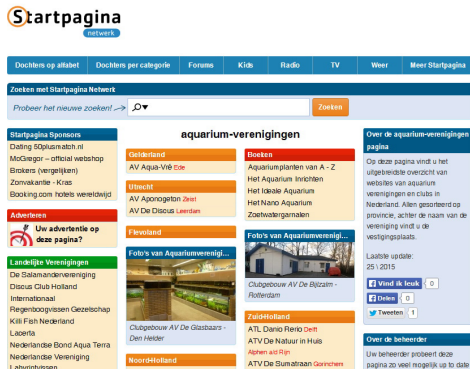 Startpagina
netwerk
Dochters op alfabet Dochters per categorie Forums Kids Radio TV Weer Meer Startpagina
Zoeken met Startpagina Netwerk
Probeer het nieuwe zoeken! Zoeken
Startpagina Sponsors
Dating 50plusmatch.nl
McGregor – official webshop
Brokers (vergelijken)
Zonvakantie - Kras
Booking.com hotels wereldwijd
Adverteren
Uw advertentie op
deze pagina?
Landelijke Verenigingen
De Salamandervereniging
Discus Club Holland
Internationaal
Regenboogvissen Gezelschap
Killi Fish Nederland
Lacerta
Nederlandse Bond Aqua Terra
Nederlandse Vereniging
Labyrintvissen
aquarium-verenigingen
Gelderland
AV Aqua-Vré Ede
Utrecht
AV Aponogeton Zeist
AV De Discus Leerdam
Flevoland
Foto's van Aquariumverenigi...
Clubgebouw AV De Glasbaars -
Den Helder
Noord-Holland
Boeken
Aquariumplanten van A - Z
Het Aquarium Inrichten
Het Ideale Aquarium
Het Nano Aquarium
Zoetwatergarnalen
Foto's van Aquariumverenigi...
Clubgebouw AV De Bijzalm -
Rotterdam
Zuid-Holland
ATL Danio Rerio Delft
ATV De Natuur in Huis
Alphen a/d Rijn
ATV De Sumatraan Gorinchem
Over de aquarium-verenigingen
pagina
Op deze pagina vindt u het
uitgebreidste overzicht van
websites van aquarium
verenigingen en clubs in
Nederland. Allen gesorteerd op
provincie, achter de naam van de
vereniging vindt u de
vestigingsplaats.
Laatste update:
25\2015
Vind ik leuk 0
Delen 0
Tweeten 1
Over de beheerder
Uw beheerder probeert deze
pagina zo veel mogelijk up to date